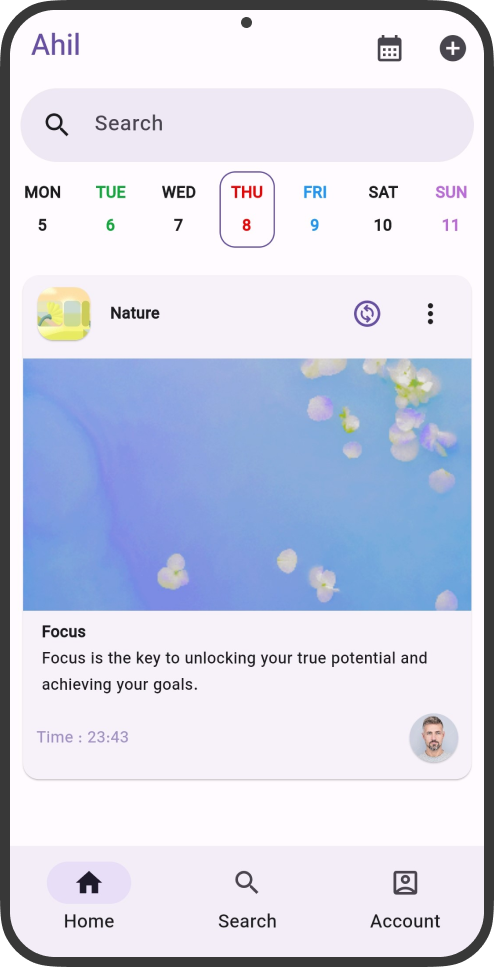 Ahil
Search
MON TUE WED THU FRI SAT SUN
5 6 7 8 9 10 11
Nature
Focus
Focus is the key to unlocking your true potential and
achieving your goals.
Time : 23:43
Home Search Account